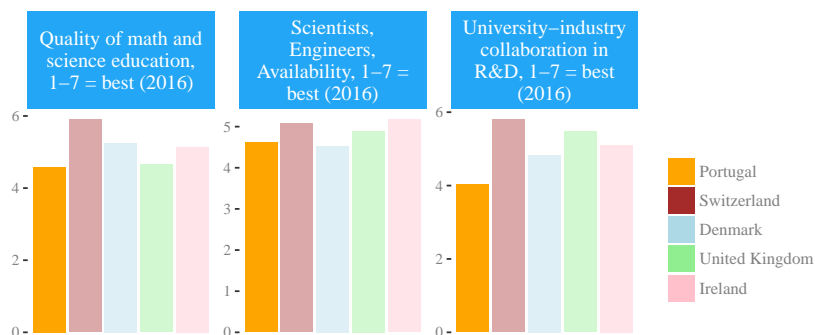 Quality of math and
science education,
1−7 = best (2016)
Scientists,
Engineers,
Availability, 1−7 =
best (2016)
University−industry
collaboration in
R&D, 1−7 = best
(2016)
6
4
2
0
5
4
3
2
1
0
6
4
2
0
Portugal
Switzerland
Denmark
United Kingdom
Ireland